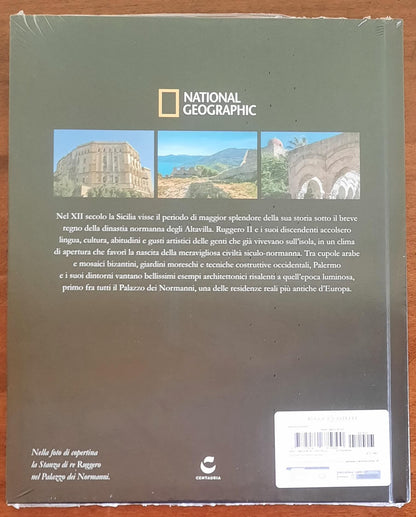 NATIONAL
GEOGRAPHIC
Nel XII secolo la Sicilia visse il periodo di maggior splendore della sua storia sotto il breve
regno della dinastia normanna degli Altavilla. Ruggero II e i suoi discendenti accolsero
lingua, cultura, abitudini e gusti artistici delle genti che già vivevano sull'isola, in un clima
di apertura che favorì la nascita della meravigliosa civiltà siculo-normanna. Tra cupole arabe
e mosaici bizantini, giardini moreschi e tecniche costruttive occidentali, Palermo
e i suoi dintorni vantano bellissimi esempi architettonici risalenti a quell'epoca luminosa,
primo fra tutti il Palazzo dei Normanni, una delle residenze reali più antiche d'Europa.
Nella foto di copertina
la Stanza di re Ruggero
nel Palazzo dei Normanni.
CENTAURIA